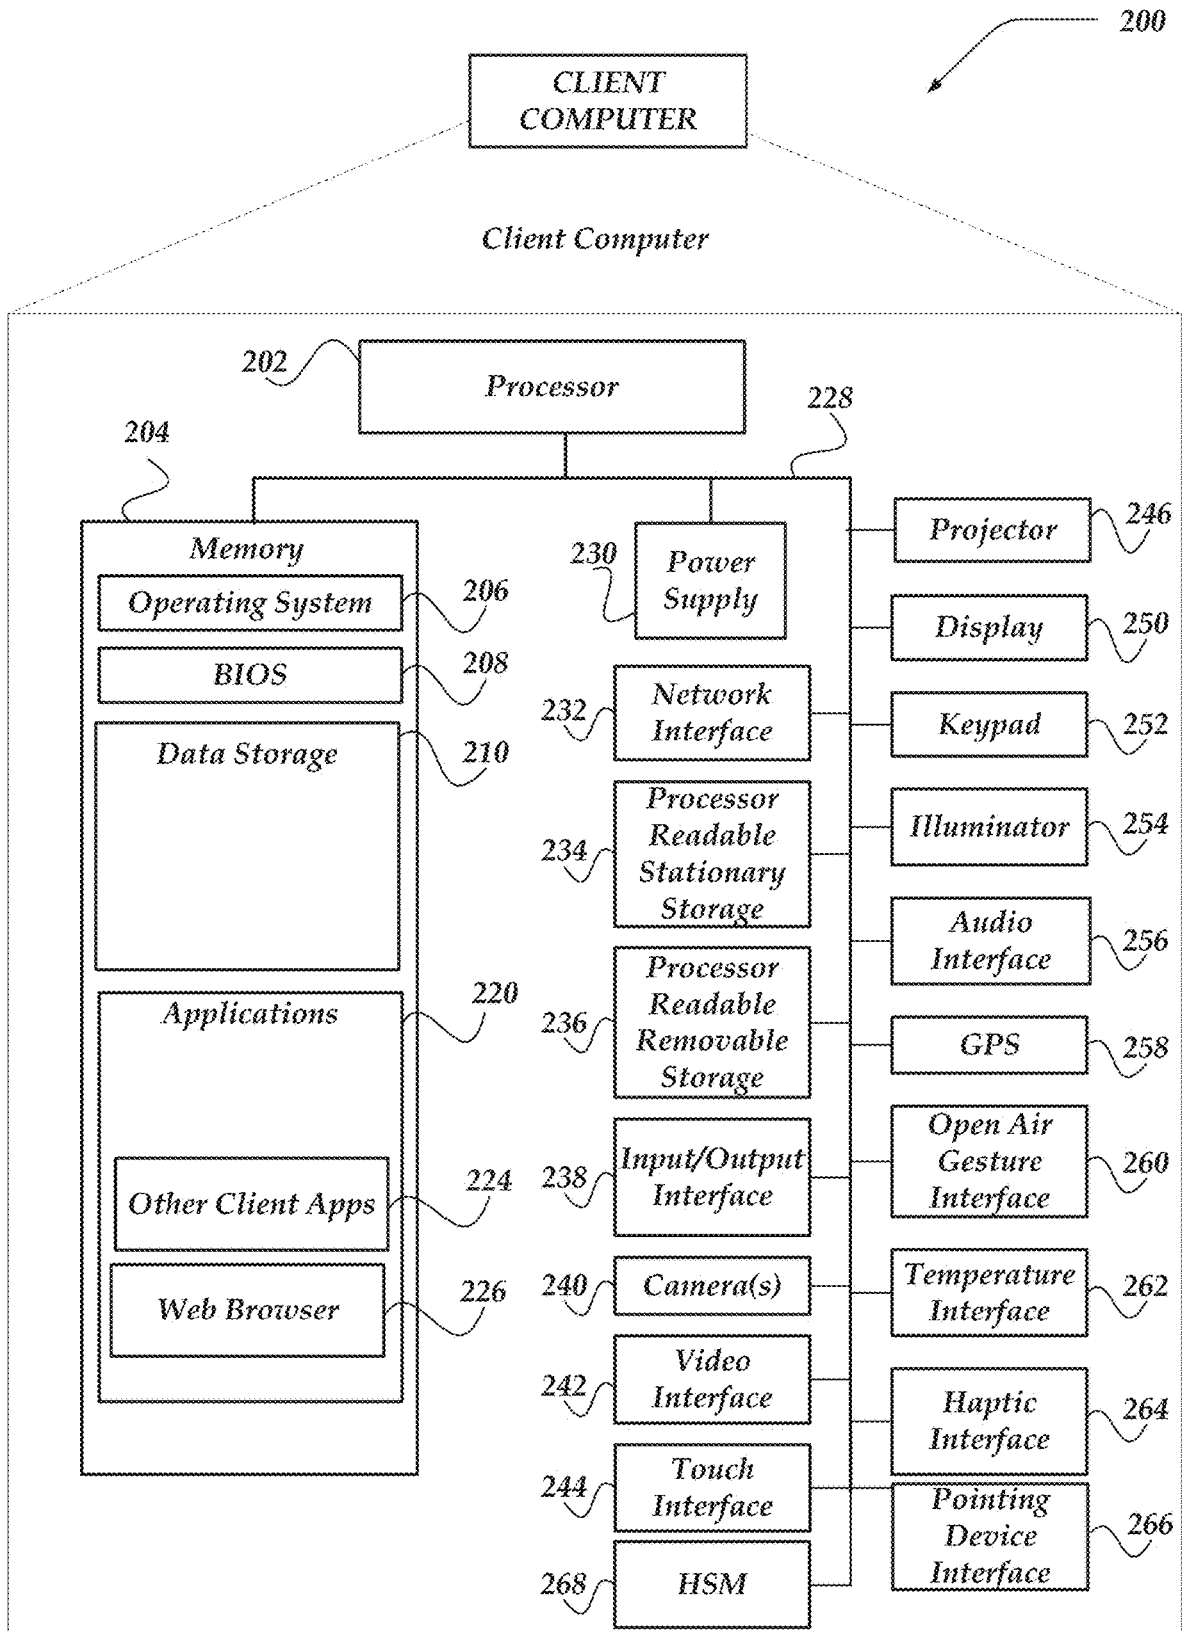 200
CLIENT
COMPUTER
Client Computer
202
Processor
228
204
Memory
Operating System
206
BIOS
208
Data Storage
210
Applications
220
Other Client Apps
224
Web Browser
226
230
Power
Supply
232
Network
Interface
234
Processor
Readable
Stationary
Storage
236
Processor
Readable
Removable
Storage
238
Input/Output
Interface
240
Camera(s)
242
Video
Interface
244
Touch
Interface
268
HSM
Projector
246
Display
250
Keypad
252
Illuminator
254
Audio
Interface
256
GPS
258
Open Air
Gesture
Interface
260
Temperature
Interface
262
Haptic
Interface
264
Pointing
Device
Interface
266